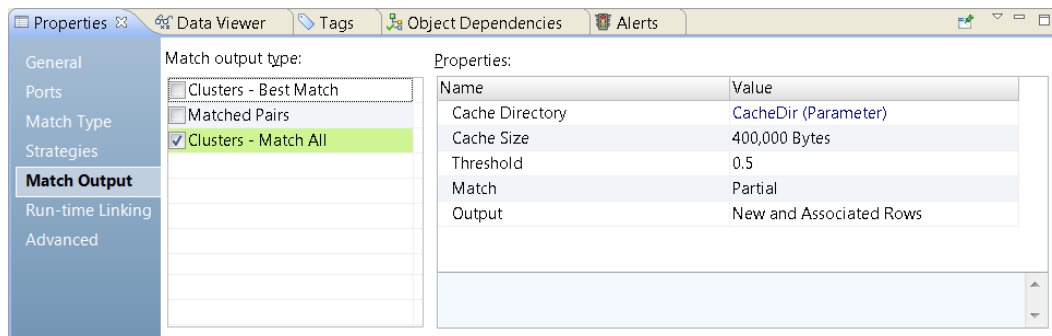 Properties Data Viewer Tags Object Dependencies Alerts
General
Ports
Match Type
Strategies
Match Output
Run-time Linking
Advanced
Match output type:
Clusters - Best Match
Matched Pairs
Clusters - Match All
Properties:
Name Value
Cache Directory CacheDir (Parameter)
Cache Size 400,000 Bytes
Threshold 0.5
Match Partial
Output New and Associated Rows